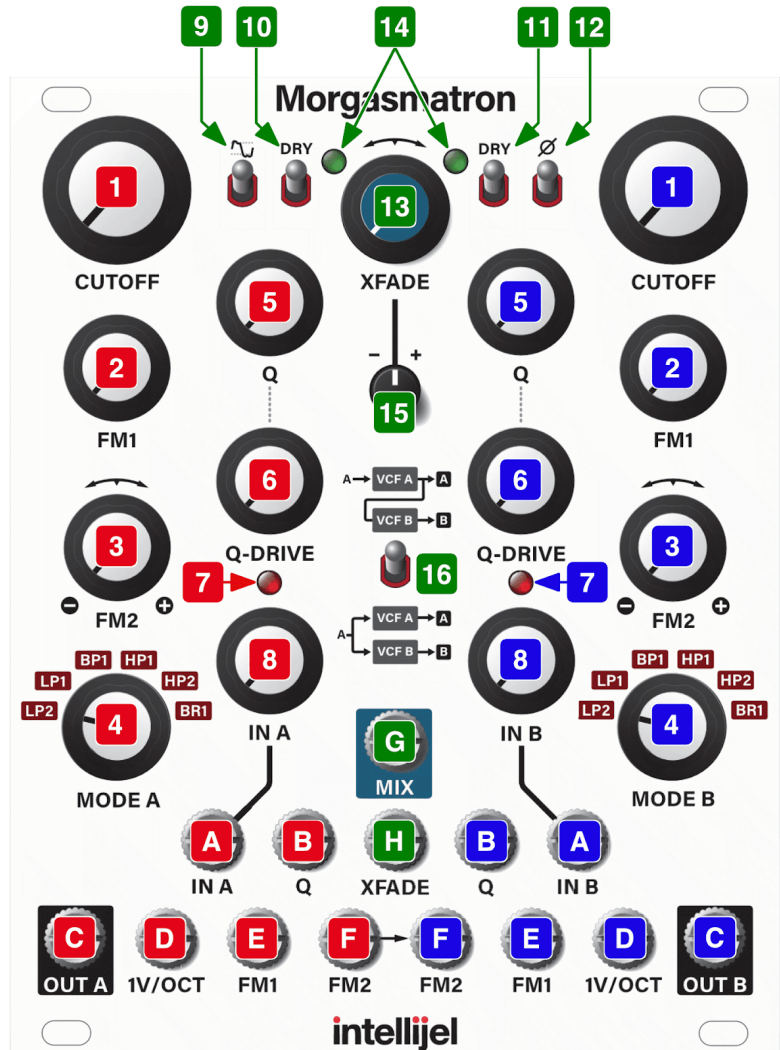 9 10 14 11 12
Morgasmatron
DRY DRY
1 13 1
CUTOFF XFADE CUTOFF
5 5
Q Q
2 2
− +
15
FM1 FM1
6 6
A VCF A A
VCF B B
3 3
Q-DRIVE Q-DRIVE
7 16 7
− FM2 + − FM2 +
VCF A A
A
VCF B B
8 8
BP1 HP1 BP1 HP1
LP1 HP2 LP1 HP2
LP2 BR1 LP2 BR1
4 4
IN A IN B
G
MIX
MODE A MODE B
A B H B A
IN A Q XFADE Q IN B
C D E F F E D C
OUT A 1V/OCT FM1 FM2 FM2 FM1 1V/OCT OUT B
intellijel